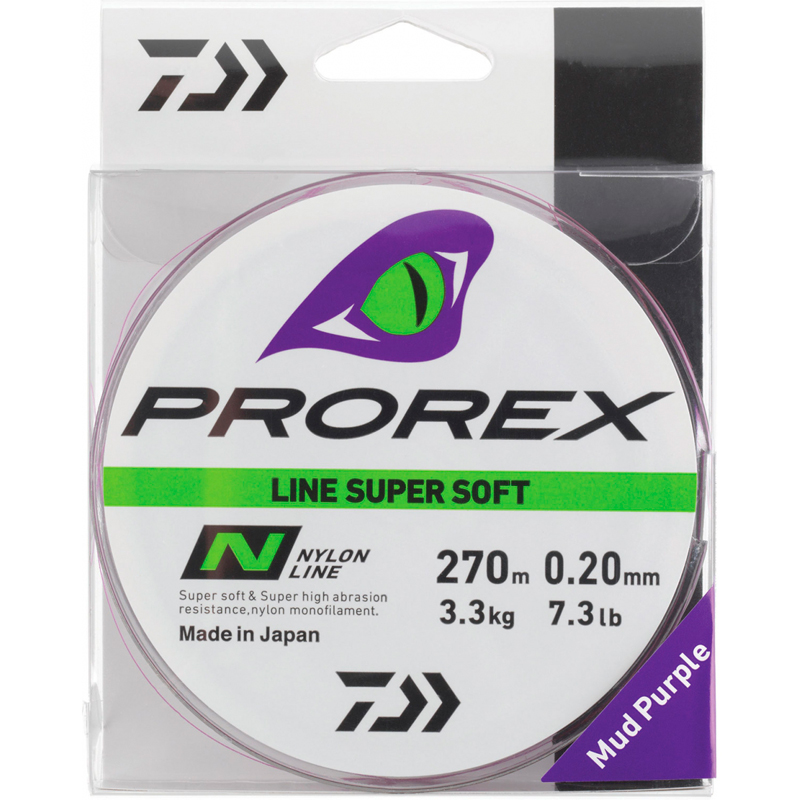 PROREX
LINE SUPER SOFT
N NYLON
LINE
270m 0.20mm
3.3kg 7.3lb
Super soft & Super high abrasion
resistance,nylon monofilament.
Made in Japan
Mud Purple